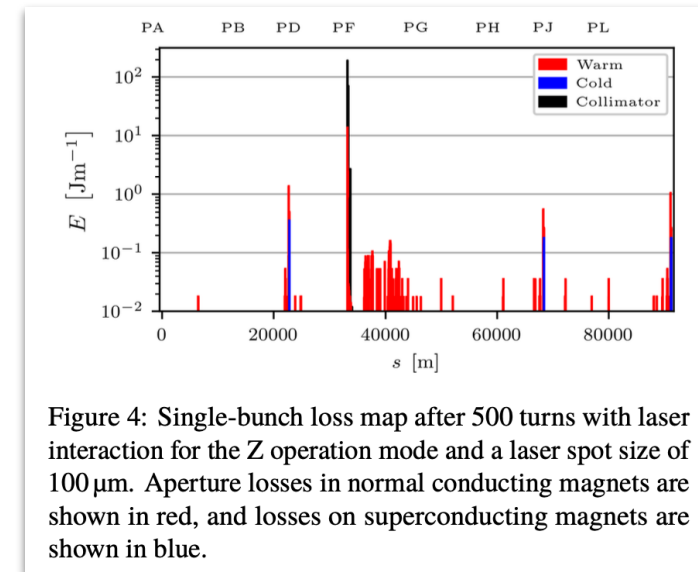 PA PB PD PF PG PH PJ PL
Warm
Cold
Collimator
10²
10¹
10⁰
10⁻¹
10⁻²
E [Jm⁻¹]
0 20000 40000 60000 80000
s [m]
Figure 4: Single-bunch loss map after 500 turns with laser
interaction for the Z operation mode and a laser spot size of
100 µm. Aperture losses in normal conducting magnets are
shown in red, and losses on superconducting magnets are
shown in blue.